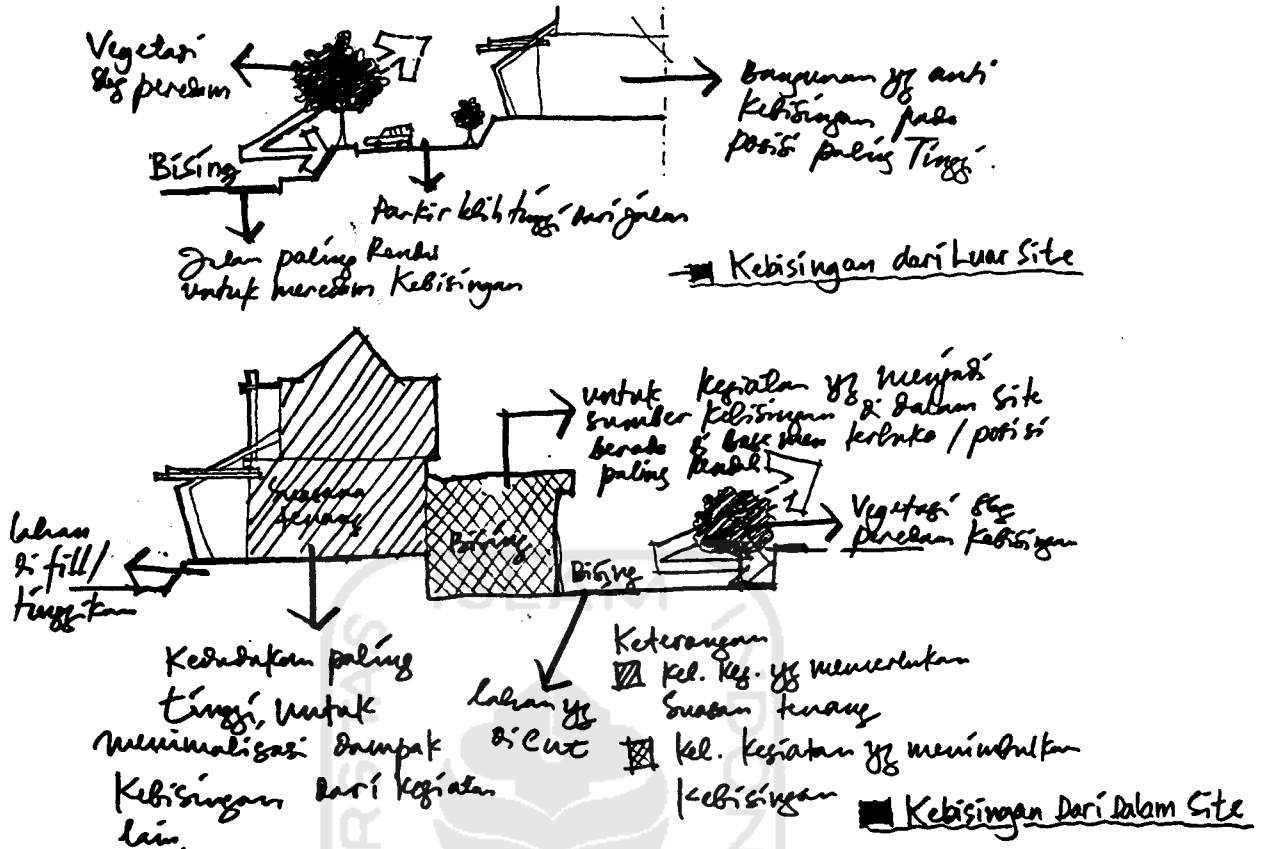 Vegetasi
sbg peredam
Bising
Bangunan yg anti
Kebisingan pada
posisi paling Tinggi.
Parkir lebih tinggi dari jalan
Jalan paling Rendah
untuk meredam Kebisingan
Kebisingan dari Luar Site
untuk kegiatan yg menjadi
sumber kebisingan di dalam Site
berada di basemen terbuka / posisi
paling Rendah
Suasana
tenang
Bising
Bising
Vegetasi sbg
peredam Kebisingan
lahan
di fill/
tinggikan
Kedudukan paling
tinggi, untuk
menimalisasi dampak
Kebisingan dari kegiatan
lain.
lahan yg
di Cut
Keterangan
Kel. Keg. yg memerlukan
Suasan tenang
Kel. Kegiatan yg menimbulkan
Kebisingan
Kebisingan Dari Dalam Site
ISLAM